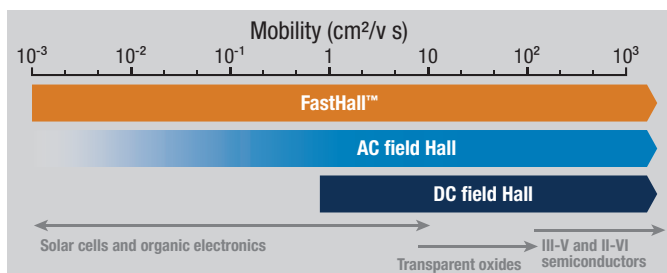 Mobility (cm²/v s)
10⁻³ 10⁻² 10⁻¹ 1 10 10² 10³
FastHall™
AC field Hall
DC field Hall
Solar cells and organic electronics
Transparent oxides
III-V and II-VI
semiconductors